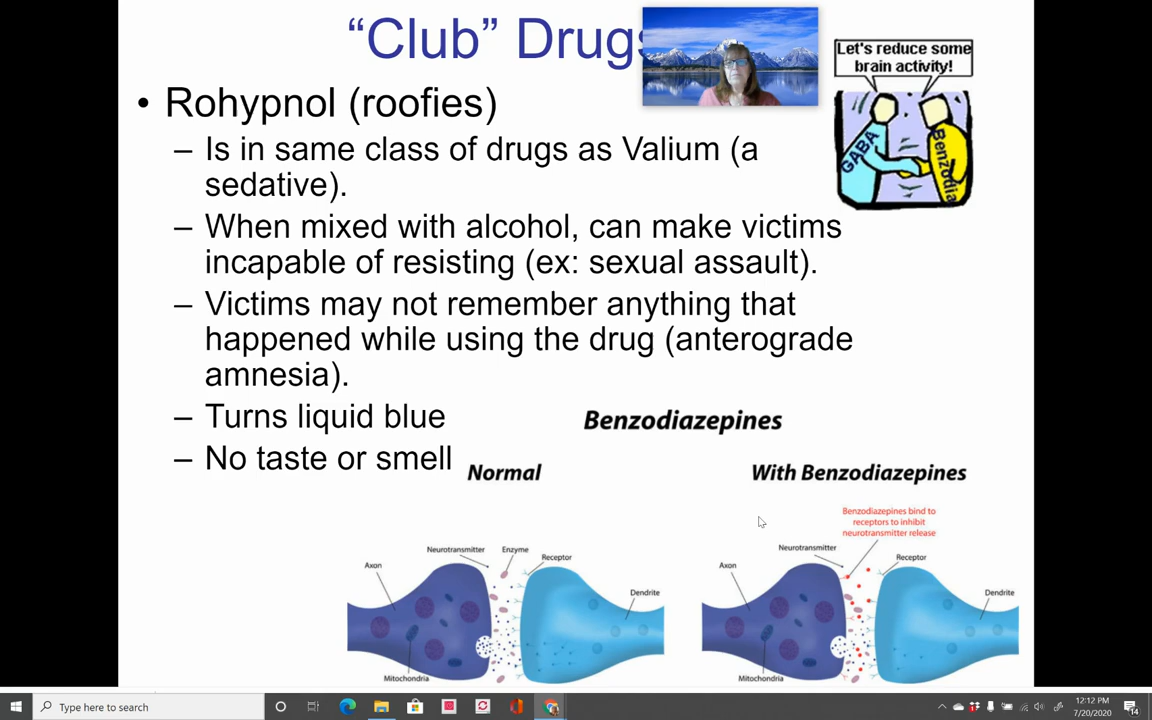 “Club” Drugs
• Rohypnol (roofies)
– Is in same class of drugs as Valium (a
sedative).
– When mixed with alcohol, can make victims
incapable of resisting (ex: sexual assault).
– Victims may not remember anything that
happened while using the drug (anterograde
amnesia).
– Turns liquid blue
– No taste or smell
Let's reduce some
brain activity!
GABA
Benzodia
Benzodiazepines
Normal
Neurotransmitter
Enzyme
Receptor
Axon
Dendrite
Mitochondria
With Benzodiazepines
Benzodiazepines bind to
receptors to inhibit
neurotransmitter release
Neurotransmitter
Receptor
Axon
Dendrite
Mitochondria
Type here to search
12:12 PM
7/20/2020
14